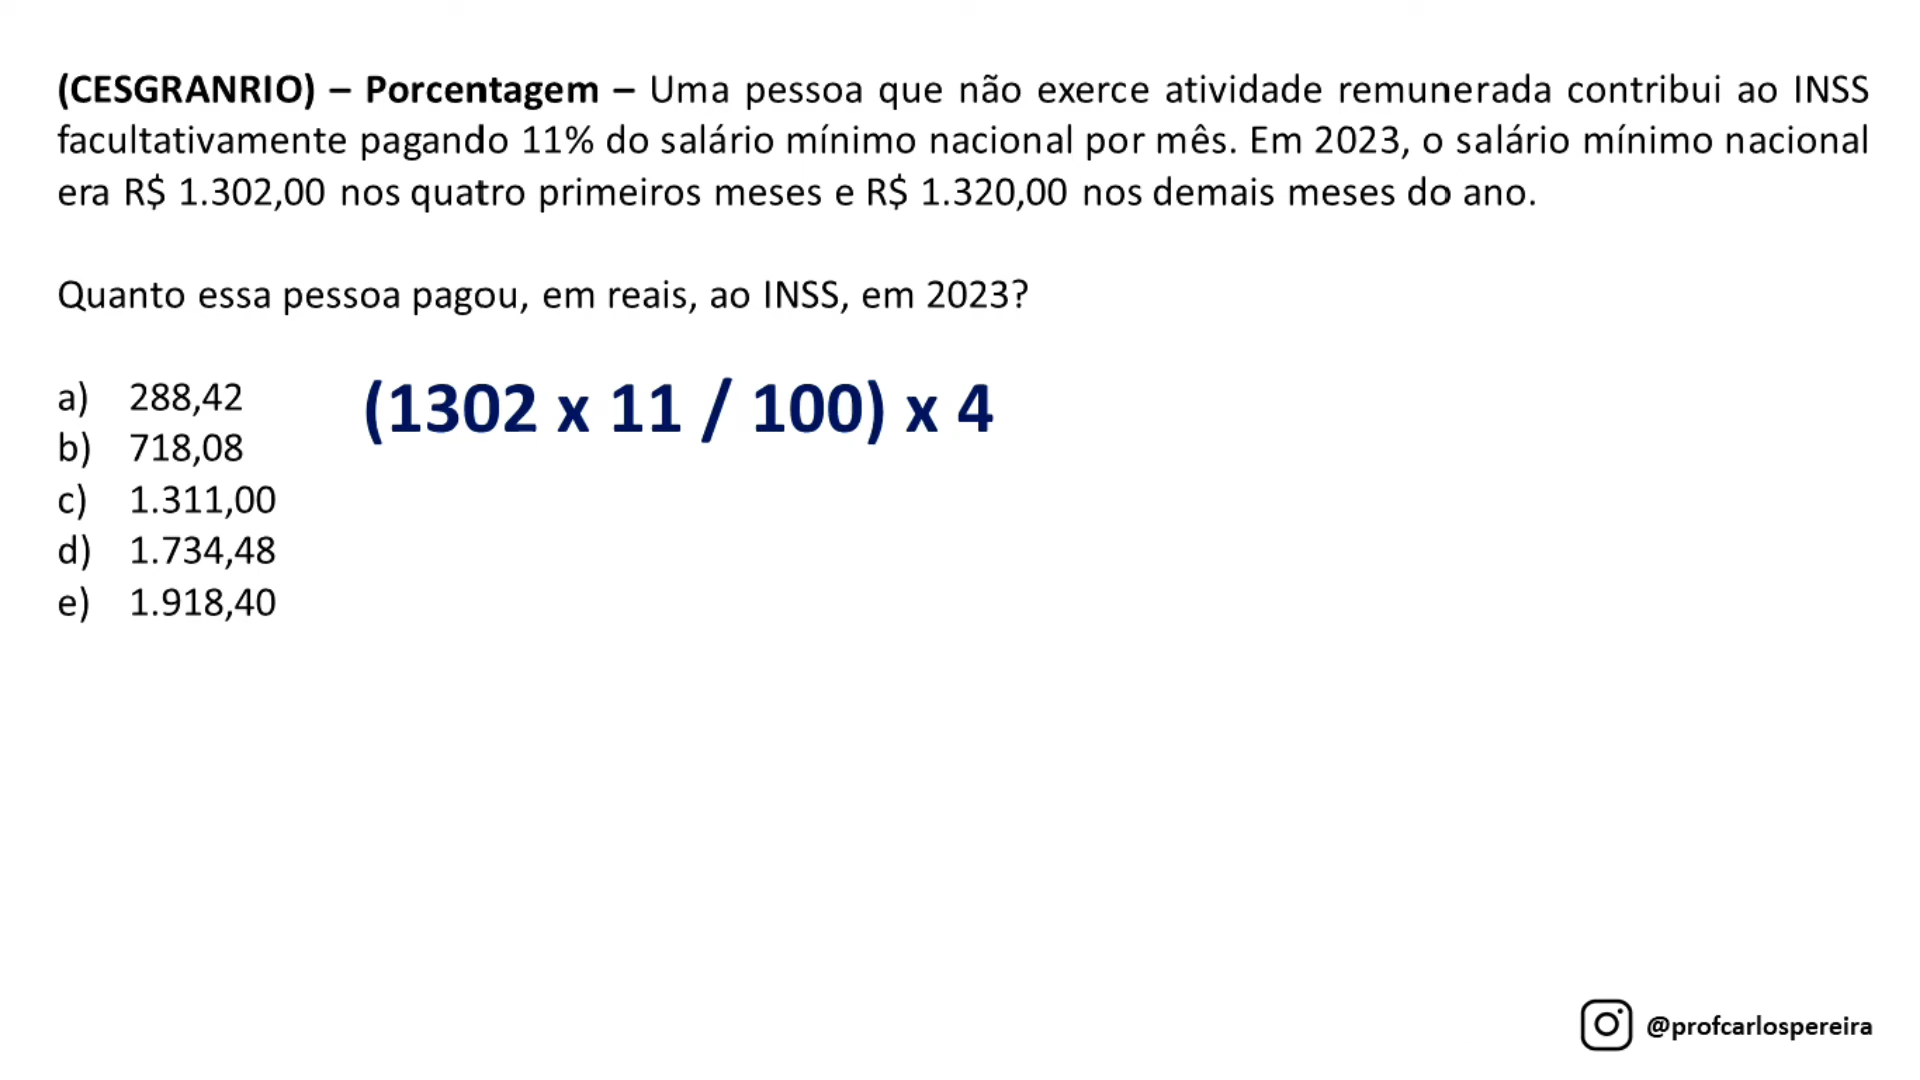 (CESGRANRIO) – Porcentagem – Uma pessoa que não exerce atividade remunerada contribui ao INSS
facultativamente pagando 11% do salário mínimo nacional por mês. Em 2023, o salário mínimo nacional
era R$ 1.302,00 nos quatro primeiros meses e R$ 1.320,00 nos demais meses do ano.
Quanto essa pessoa pagou, em reais, ao INSS, em 2023?
a) 288,42
(1302 x 11 / 100) x 4
b) 718,08
c) 1.311,00
d) 1.734,48
e) 1.918,40
@profcarlospereira